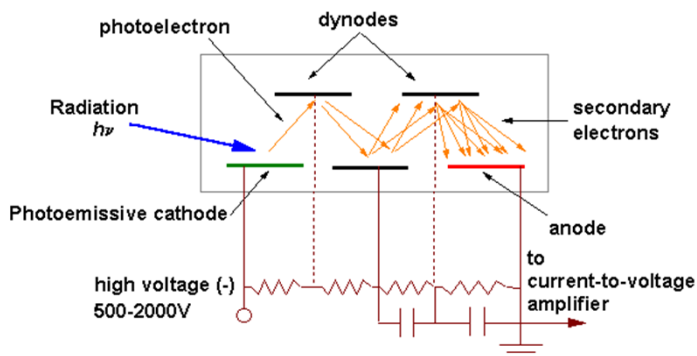 dynodes
photoelectron
Radiation
hν
secondary
electrons
Photoemissive cathode
anode
to
current-to-voltage
amplifier
high voltage (-)
500-2000V